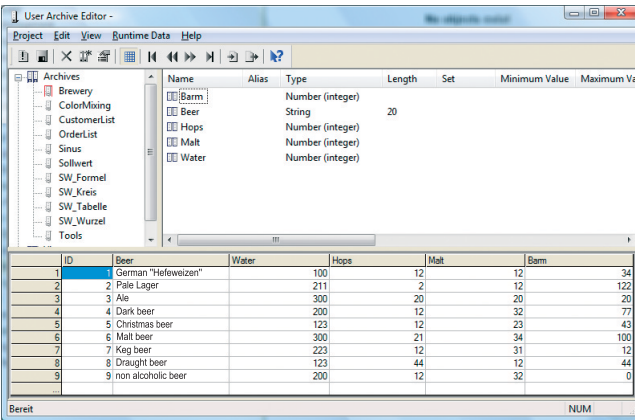 User Archive Editor -
No objects exist!
Project Edit View Runtime Data Help
Archives
Brewery
ColorMixing
CustomerList
OrderList
Sinus
Sollwert
SW_Formel
SW_Kreis
SW_Tabelle
SW_Wurzel
Tools
Name Alias Type Length Set Minimum Value Maximum Va
Barm Number (integer)
Beer String 20
Hops Number (integer)
Malt Number (integer)
Water Number (integer)
ID Beer Water Hops Malt Barm
1 1 German "Hefeweizen" 100 12 12 34
2 2 Pale Lager 211 2 12 122
3 3 Ale 300 20 20 20
4 4 Dark beer 200 12 32 77
5 5 Christmas beer 123 12 23 43
6 6 Malt beer 300 21 34 100
7 7 Keg beer 223 12 31 12
8 8 Draught beer 123 44 12 44
9 9 non alcoholic beer 200 12 32 0
...
Bereit NUM